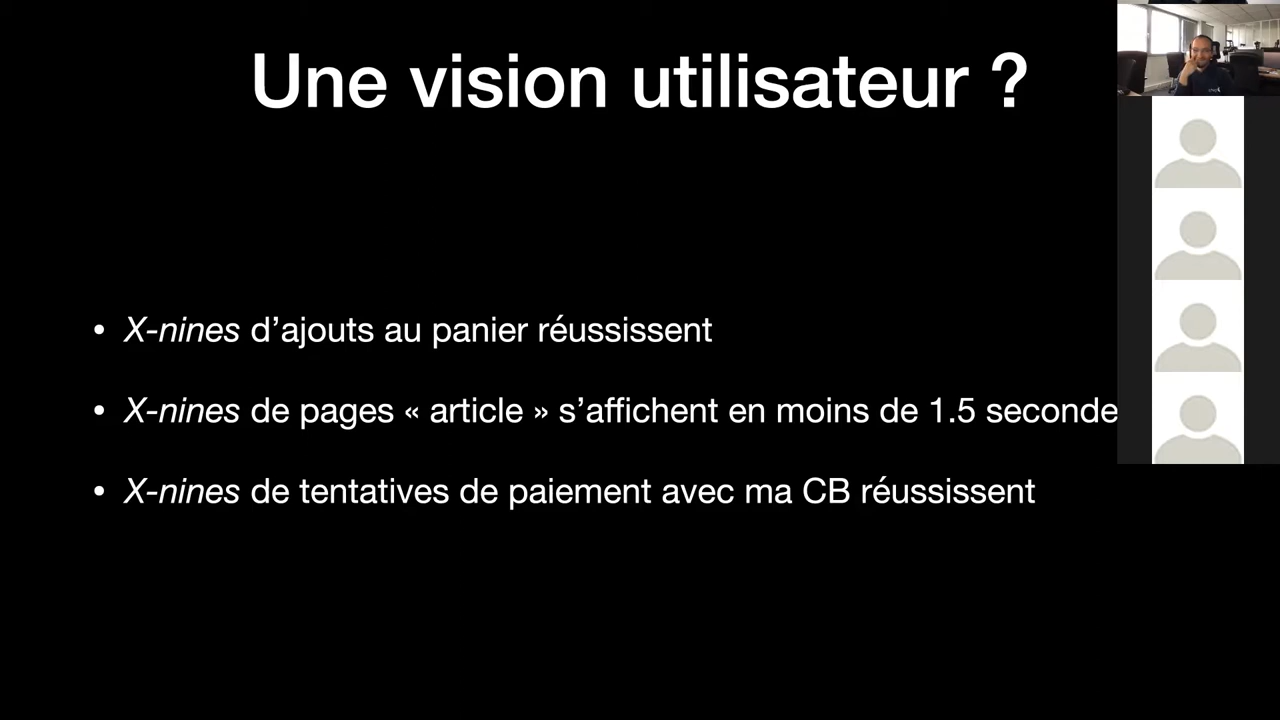 Une vision utilisateur ?
• X-nines d’ajouts au panier réussissent
• X-nines de pages « article » s’affichent en moins de 1.5 seconde
• X-nines de tentatives de paiement avec ma CB réussissent